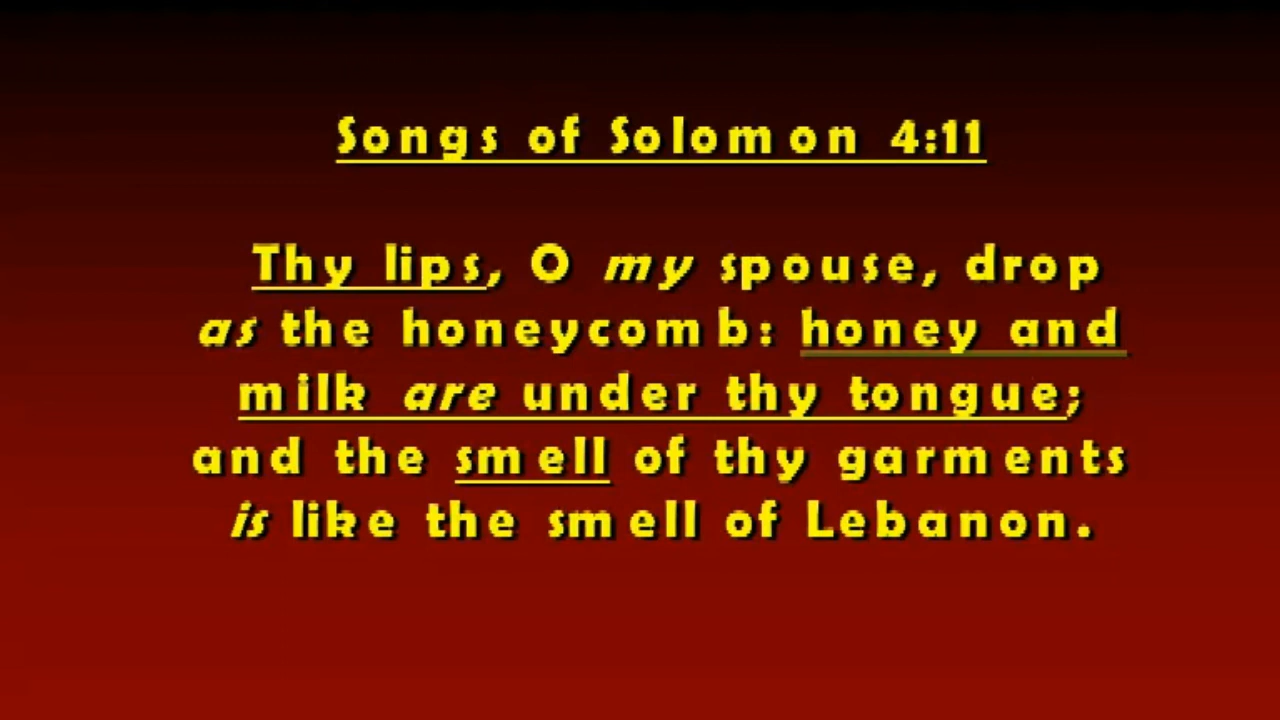 Songs of Solomon 4:11
Thy lips, O my spouse, drop
as the honeycomb: honey and
milk are under thy tongue;
and the smell of thy garments
is like the smell of Lebanon.